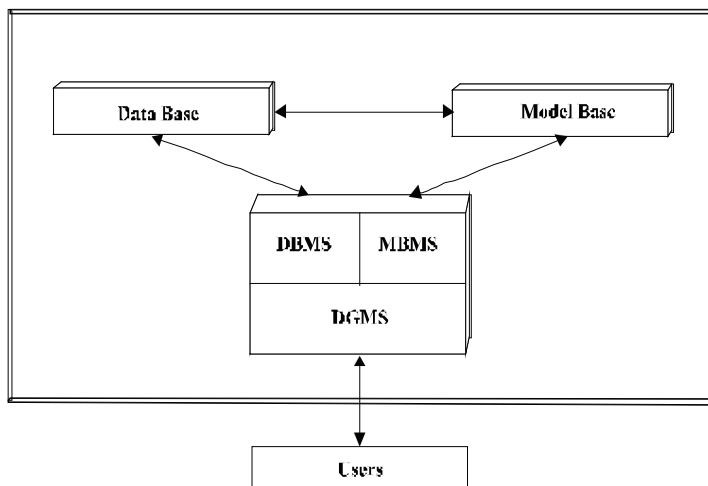 Data Base
Model Base
DBMS
MBMS
DGMS
Users